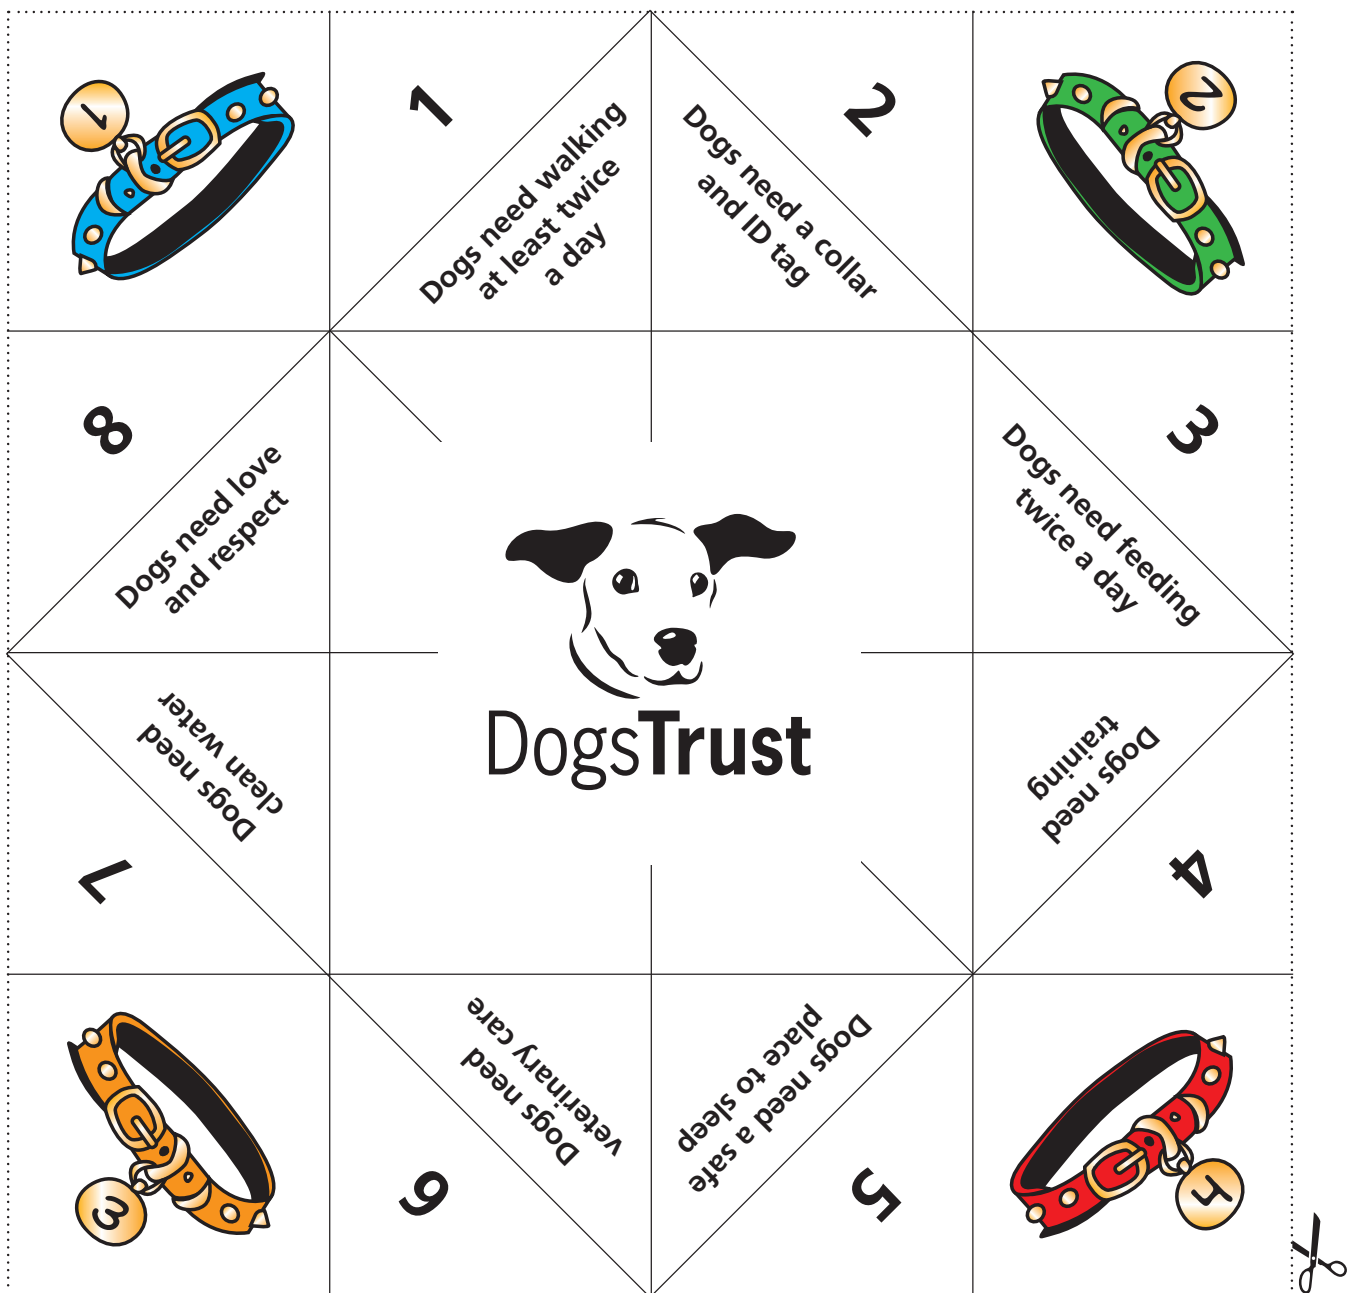 1
1
Dogs need walking
at least twice
a day
2
Dogs need a collar
and ID tag
2
8
Dogs need love
and respect
3
Dogs need feeding
twice a day
DogsTrust
7
Dogs need
clean water
4
Dogs need
training
3
6
Dogs need
veterinary care
5
Dogs need a safe
place to sleep
4